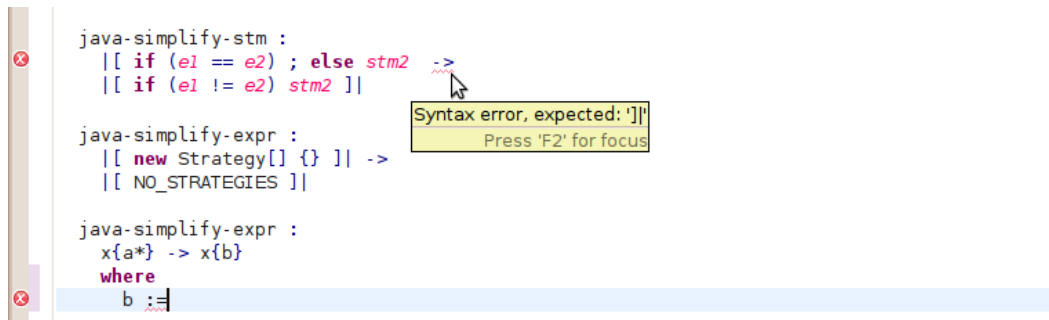 java-simplify-stm :
|[ if (e1 == e2) ; else stm2  ->
|[ if (e1 != e2) stm2 ]|
Syntax error, expected: ']|'
Press 'F2' for focus
java-simplify-expr :
|[ new Strategy[] {} ]| ->
|[ NO_STRATEGIES ]|
java-simplify-expr :
x{a*} -> x{b}
where
b :=